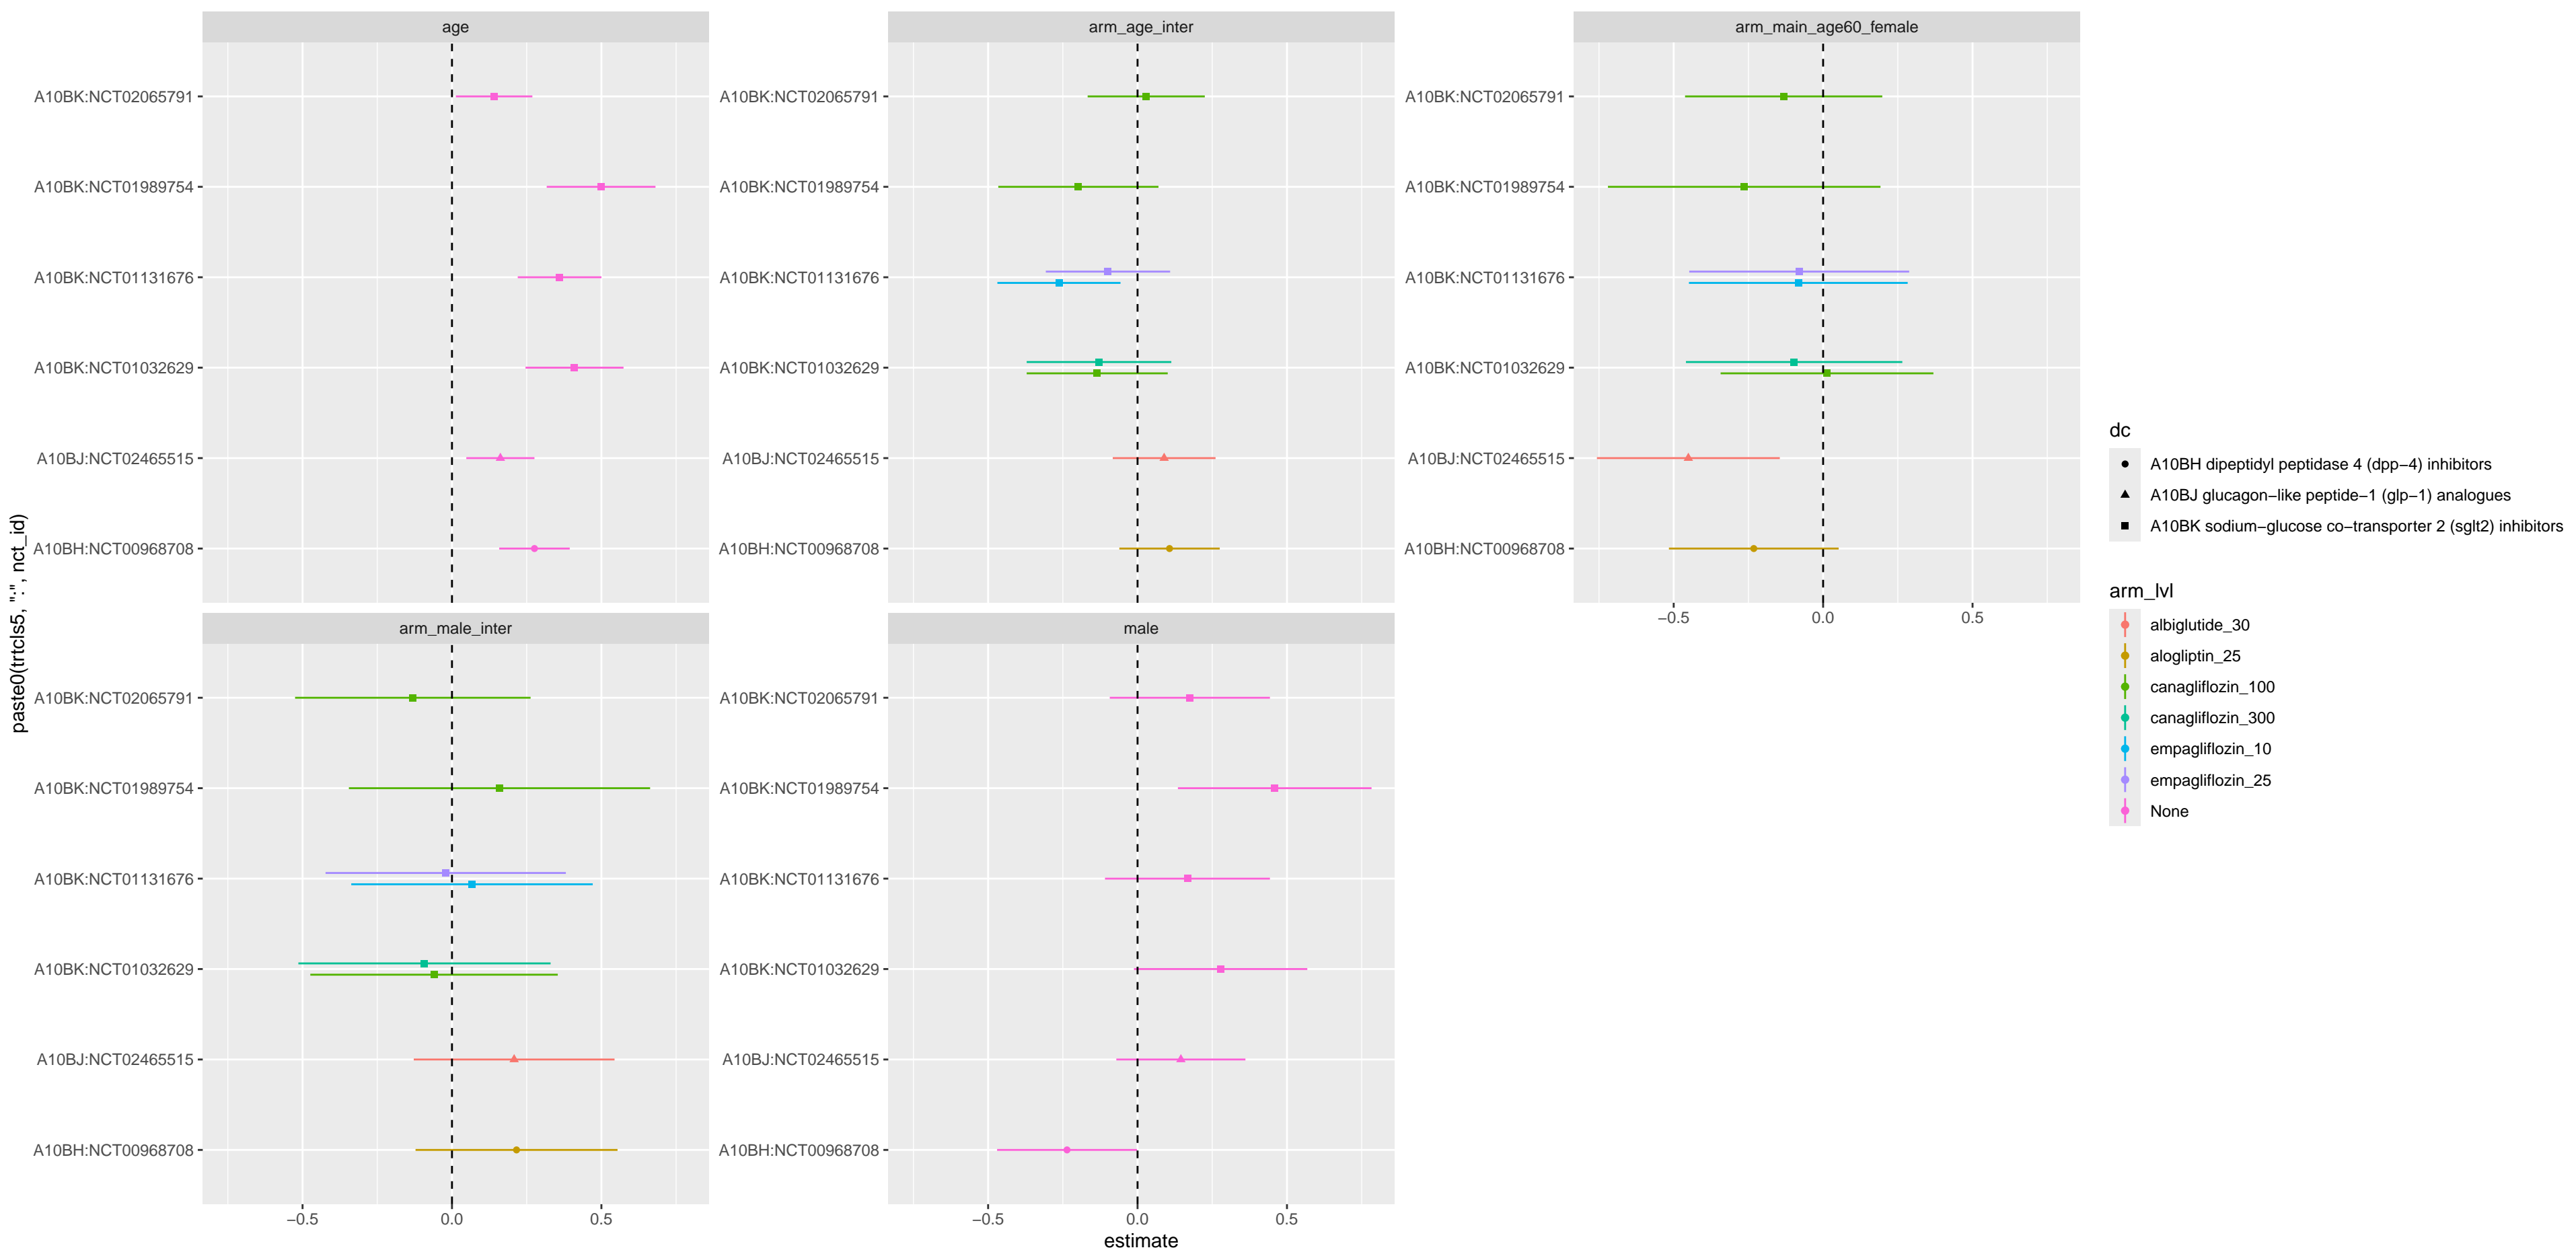 age
arm_age_inter
arm_main_age60_female
A10BK:NCT02065791
A10BK:NCT01989754
A10BK:NCT01131676
A10BK:NCT01032629
A10BJ:NCT02465515
A10BH:NCT00968708
A10BK:NCT02065791
A10BK:NCT01989754
A10BK:NCT01131676
A10BK:NCT01032629
A10BJ:NCT02465515
A10BH:NCT00968708
A10BK:NCT02065791
A10BK:NCT01989754
A10BK:NCT01131676
A10BK:NCT01032629
A10BJ:NCT02465515
A10BH:NCT00968708
−0.5 0.0 0.5
arm_male_inter
male
A10BK:NCT02065791
A10BK:NCT01989754
A10BK:NCT01131676
A10BK:NCT01032629
A10BJ:NCT02465515
A10BH:NCT00968708
−0.5 0.0 0.5
A10BK:NCT02065791
A10BK:NCT01989754
A10BK:NCT01131676
A10BK:NCT01032629
A10BJ:NCT02465515
A10BH:NCT00968708
−0.5 0.0 0.5
estimate
paste0(trtcls5, ":", nct_id)
dc
A10BH dipeptidyl peptidase 4 (dpp−4) inhibitors
A10BJ glucagon−like peptide−1 (glp−1) analogues
A10BK sodium−glucose co−transporter 2 (sglt2) inhibitors
arm_lvl
albiglutide_30
alogliptin_25
canagliflozin_100
canagliflozin_300
empagliflozin_10
empagliflozin_25
None